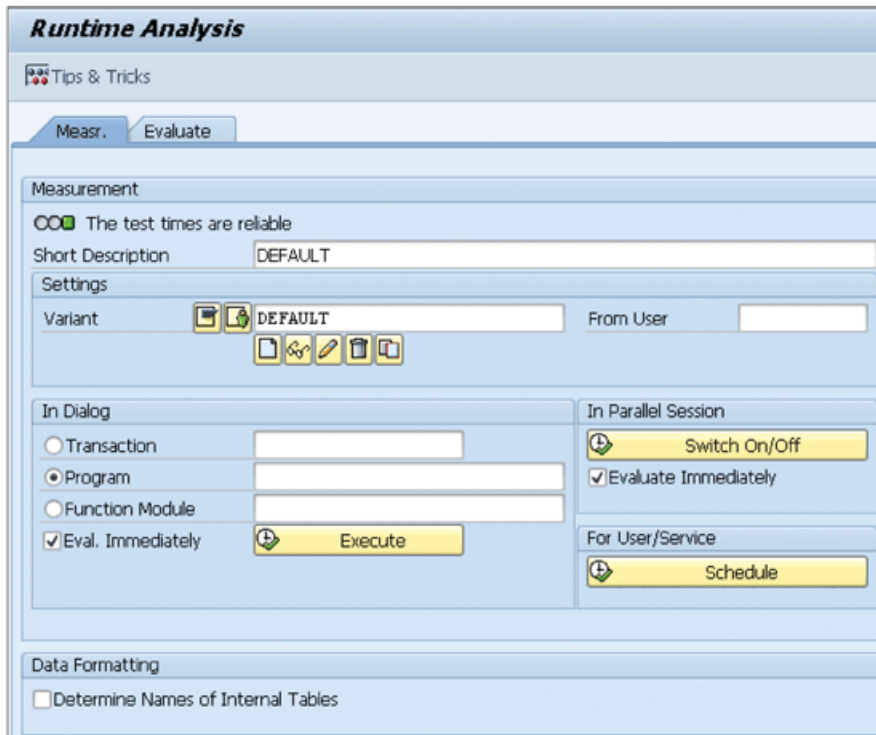 Runtime Analysis
Tips & Tricks
Measr. Evaluate
Measurement
The test times are reliable
Short Description DEFAULT
Settings
Variant DEFAULT From User
In Dialog
Transaction
Program
Function Module
Eval. Immediately Execute
In Parallel Session
Switch On/Off
Evaluate Immediately
For User/Service
Schedule
Data Formatting
Determine Names of Internal Tables